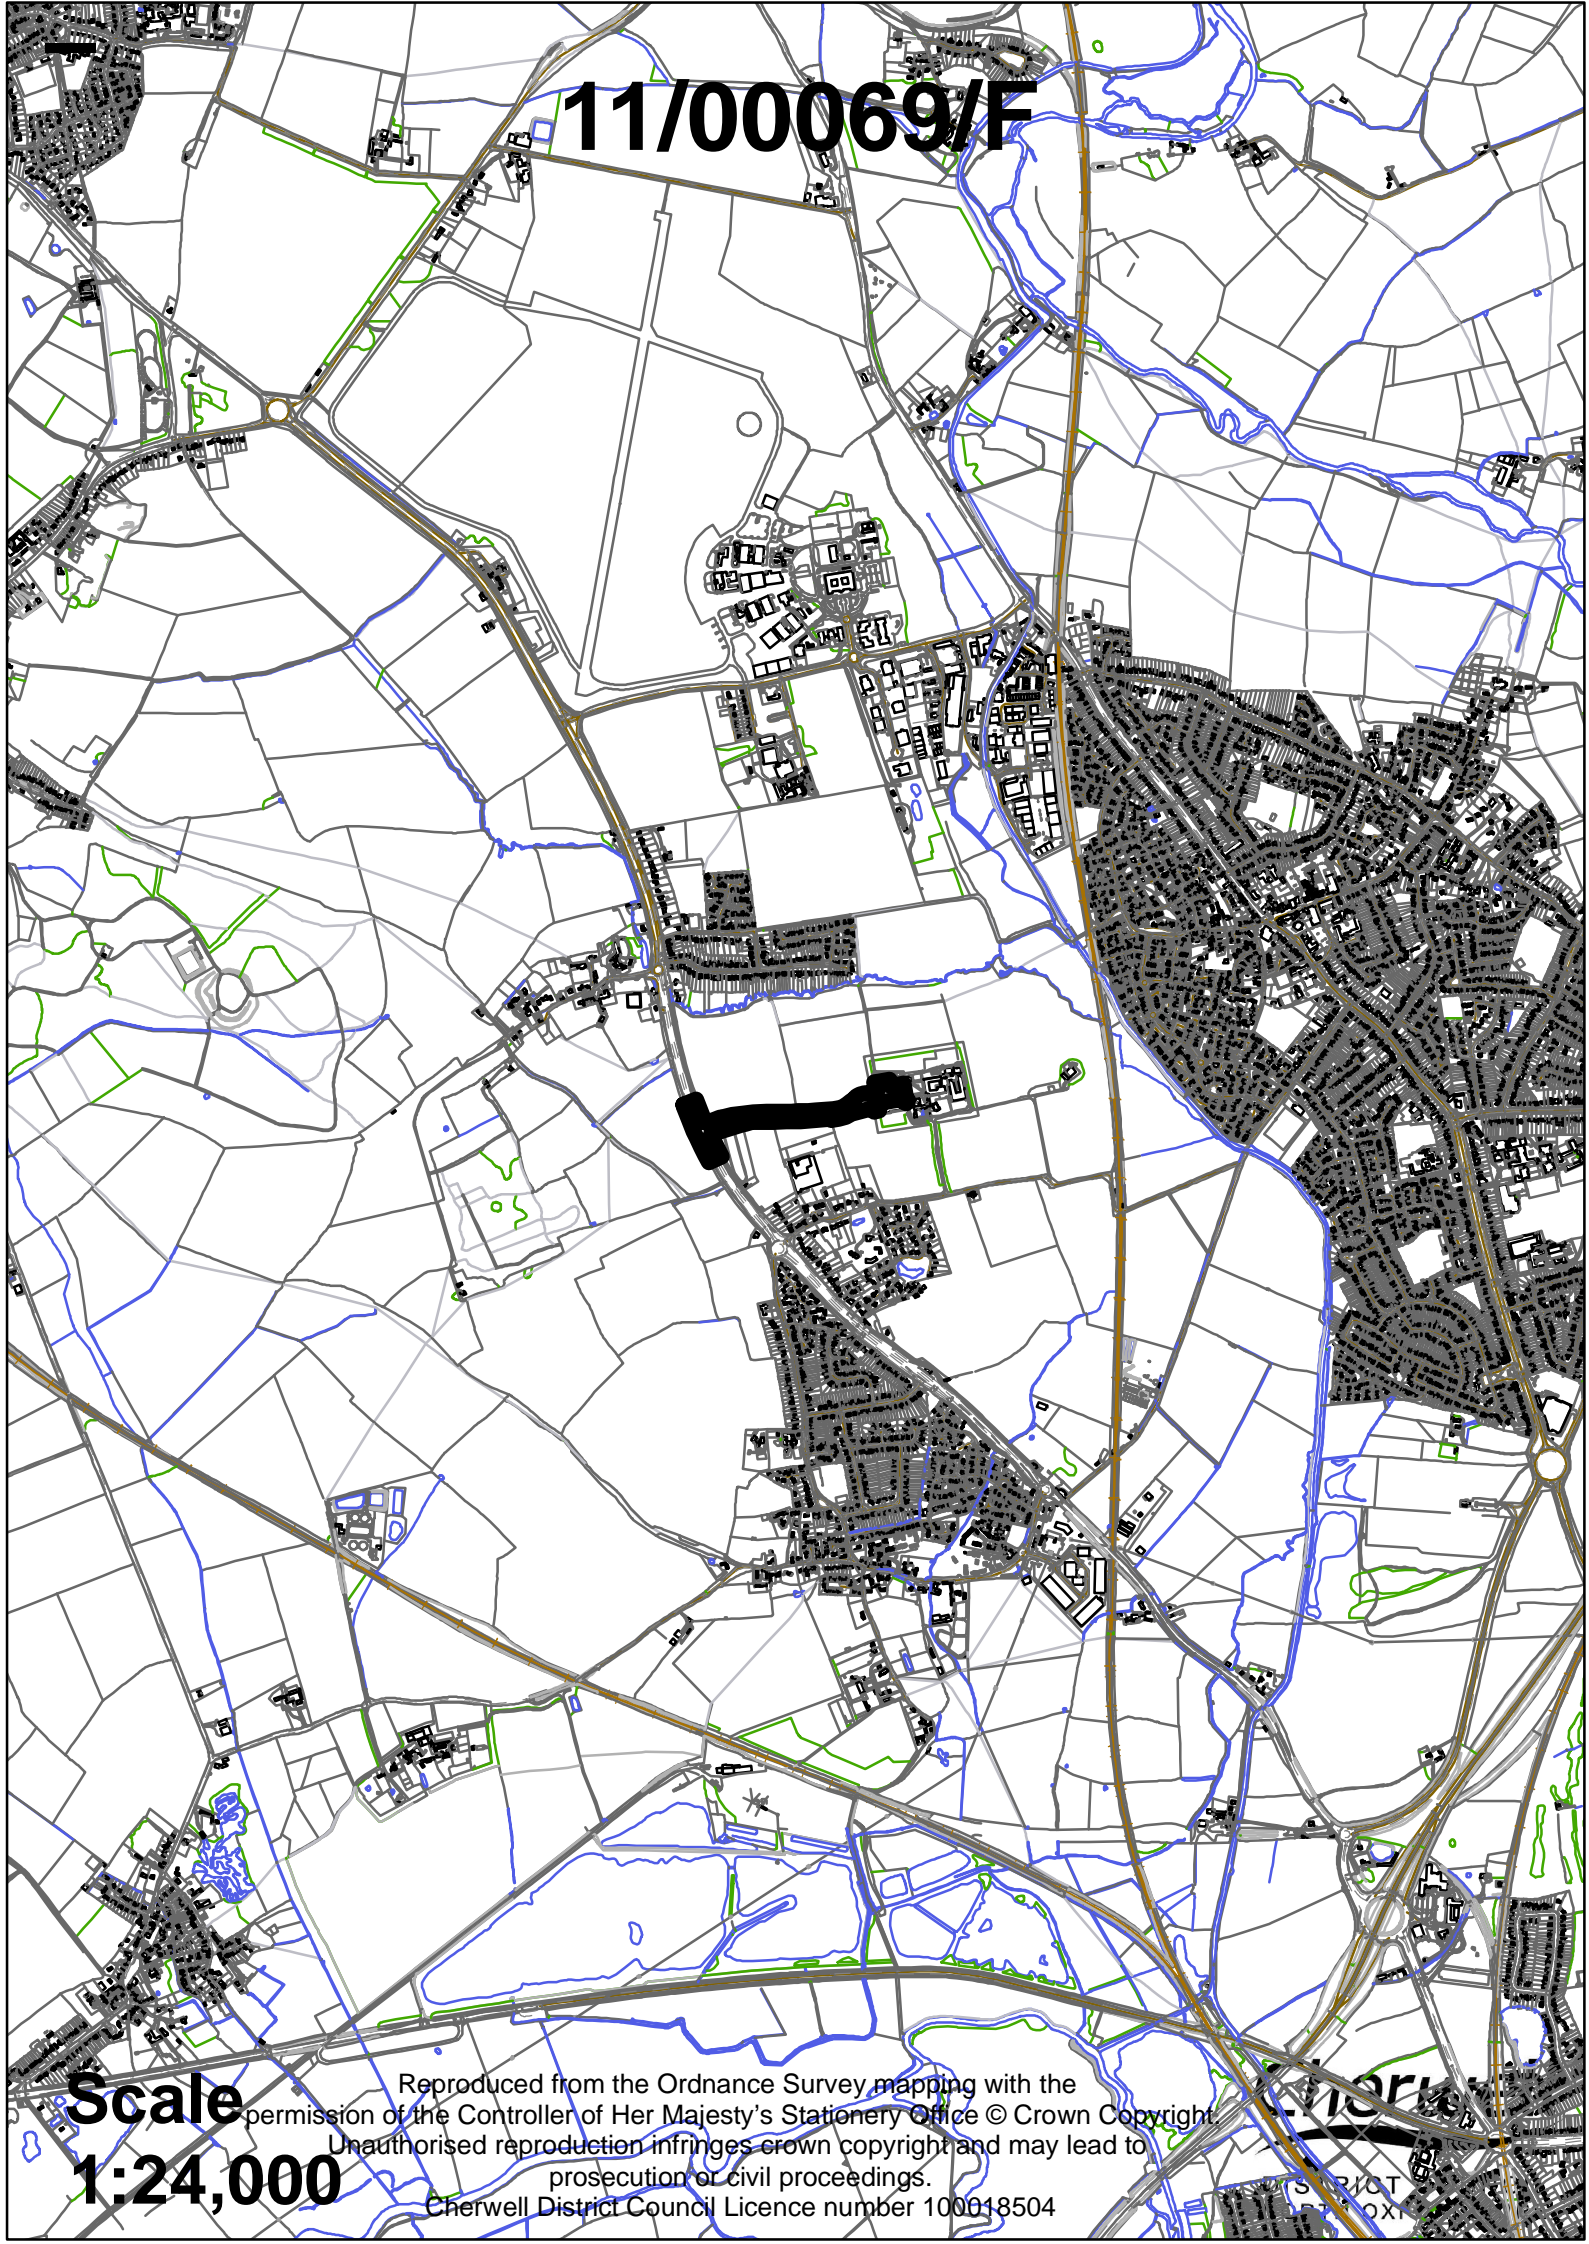 11/00069/F
Scale
1:24,000
Reproduced from the Ordnance Survey mapping with the
permission of the Controller of Her Majesty's Stationery Office © Crown Copyright.
Unauthorised reproduction infringes crown copyright and may lead to
prosecution or civil proceedings.
Cherwell District Council Licence number 100018504
DISTRICT